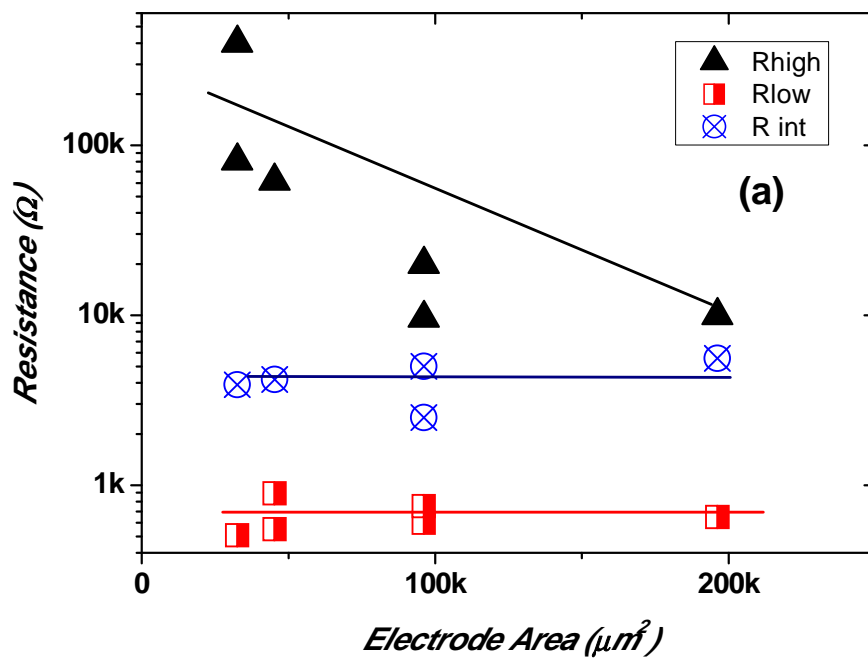 Rhigh
Rlow
R int
(a)
100k
10k
1k
Resistance (Ω)
0
100k
200k
Electrode Area (μm²)